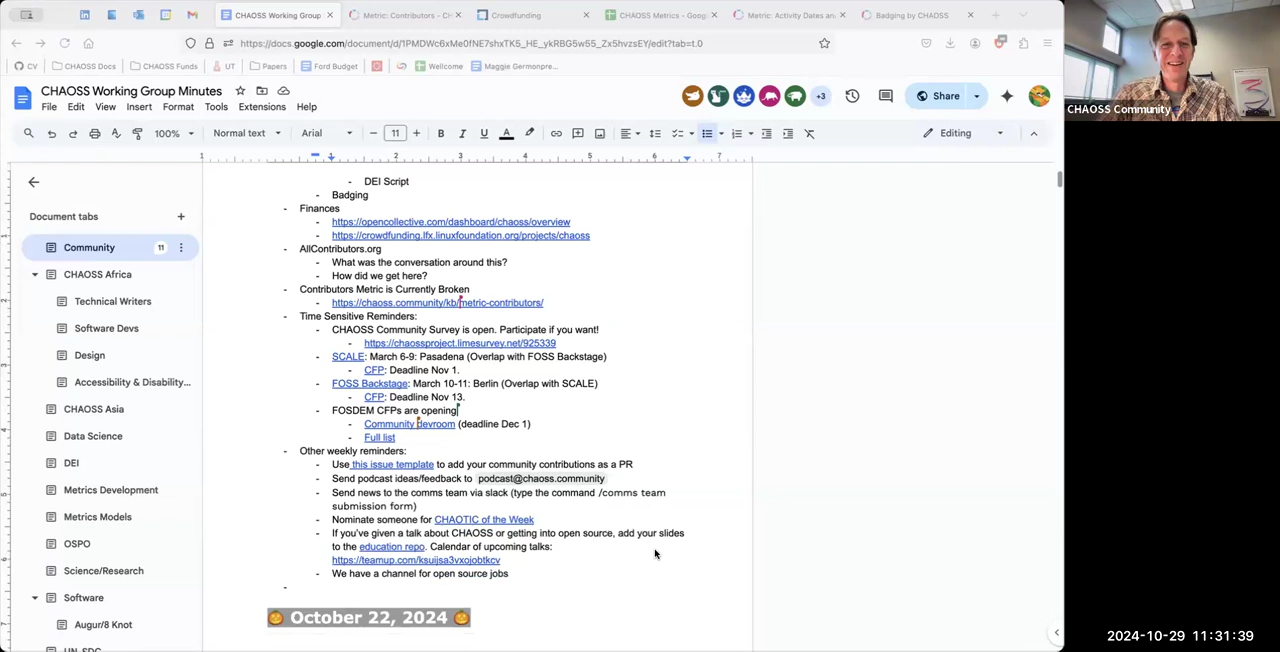 CHAOSS Working Group
Metric: Contributors - CH
Crowdfunding
CHAOSS Metrics - Goog
Metric: Activity Dates an
Badging by CHAOSS
https://docs.google.com/document/d/1PMDWc6xMe0fNE7shxTK5_HE_ykRBG5w55_Zx5hvzsEY/edit?tab=t.0
CV
CHAOSS Docs
CHAOSS Funds
UT
Papers
Ford Budget
Wellcome
Maggie Germonpre...
CHAOSS Working Group Minutes
File Edit View Insert Format Tools Extensions Help
+3
Share
100%
Normal text
Arial
11
Editing
1 1 2 3 4 5 6 7
Document tabs
Community 11
CHAOSS Africa
Technical Writers
Software Devs
Design
Accessibility & Disability...
CHAOSS Asia
Data Science
DEI
Metrics Development
Metrics Models
OSPO
Science/Research
Software
Augur/8 Knot
UN-SDG
- DEI Script
- Badging
- Finances
- https://opencollective.com/dashboard/chaoss/overview
- https://crowdfunding.lfx.linuxfoundation.org/projects/chaoss
- AllContributors.org
- What was the conversation around this?
- How did we get here?
- Contributors Metric is Currently Broken
- https://chaoss.community/kb/metric-contributors/
- Time Sensitive Reminders:
- CHAOSS Community Survey is open. Participate if you want!
- https://chaossproject.limesurvey.net/925339
- SCALE: March 6-9: Pasadena (Overlap with FOSS Backstage)
- CFP: Deadline Nov 1.
- FOSS Backstage: March 10-11: Berlin (Overlap with SCALE)
- CFP: Deadline Nov 13.
- FOSDEM CFPs are opening
- Community devroom (deadline Dec 1)
- Full list
- Other weekly reminders:
- Use this issue template to add your community contributions as a PR
- Send podcast ideas/feedback to podcast@chaoss.community
- Send news to the comms team via slack (type the command /comms team
submission form)
- Nominate someone for CHAOTIC of the Week
- If you've given a talk about CHAOSS or getting into open source, add your slides
to the education repo. Calendar of upcoming talks:
https://teamup.com/ksuijsa3vxojobtkcv
- We have a channel for open source jobs
-
🎃 October 22, 2024 🎃
CHAOSS Community
2024-10-29 11:31:39